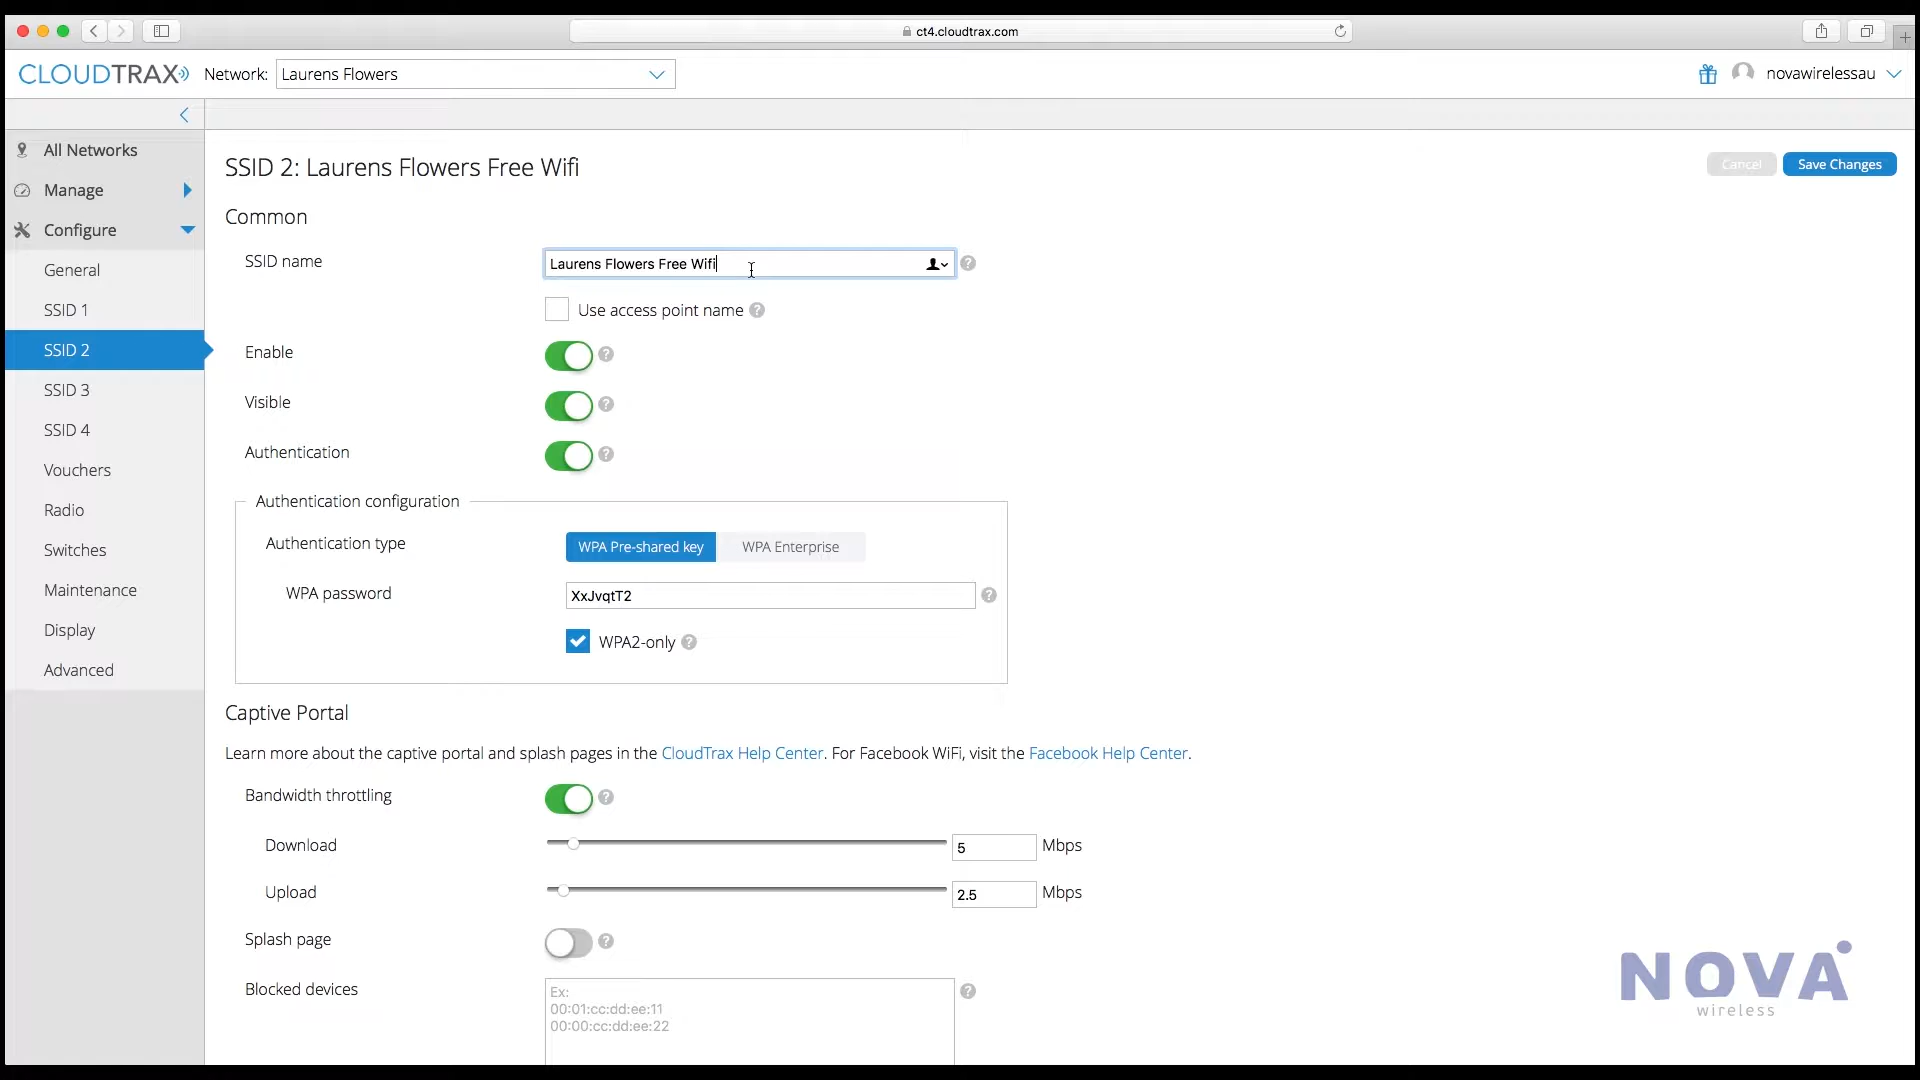 ct4.cloudtrax.com
CLOUDTRAX Network: Laurens Flowers novawirelessau
All Networks
Manage
Configure
General
SSID 1
SSID 2
SSID 3
SSID 4
Vouchers
Radio
Switches
Maintenance
Display
Advanced
SSID 2: Laurens Flowers Free Wifi
Cancel Save Changes
Common
SSID name Laurens Flowers Free Wifi ?
Use access point name ?
Enable ?
Visible ?
Authentication ?
Authentication configuration
Authentication type WPA Pre-shared key WPA Enterprise
WPA password XxJvqtT2 ?
WPA2-only ?
Captive Portal
Learn more about the captive portal and splash pages in the CloudTrax Help Center. For Facebook WiFi, visit the Facebook Help Center.
Bandwidth throttling ?
Download 5 Mbps
Upload 2.5 Mbps
Splash page ?
Blocked devices Ex: ?
00:01:cc:dd:ee:11
00:00:cc:dd:ee:22
NOVA
wireless